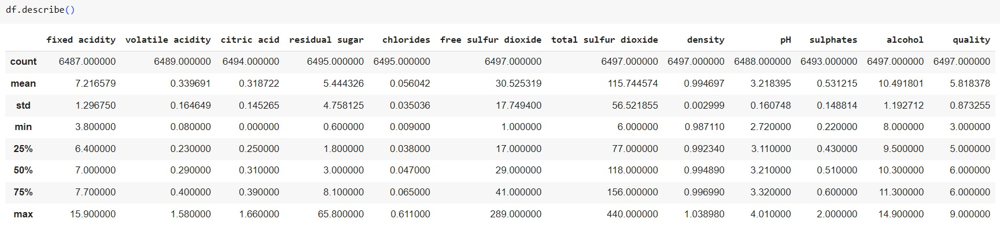 df.describe()
fixed acidity volatile acidity citric acid residual sugar chlorides free sulfur dioxide total sulfur dioxide density pH sulphates alcohol quality
count 6487.000000 6489.000000 6494.000000 6495.000000 6495.000000 6497.000000 6497.000000 6497.000000 6488.000000 6493.000000 6497.000000 6497.000000
mean 7.216579 0.339691 0.318722 5.444326 0.056042 30.525319 115.744574 0.994697 3.218395 0.531215 10.491801 5.818378
std 1.296750 0.164649 0.145265 4.758125 0.035036 17.749400 56.521855 0.002999 0.160748 0.148814 1.192712 0.873255
min 3.800000 0.080000 0.000000 0.600000 0.009000 1.000000 6.000000 0.987110 2.720000 0.220000 8.000000 3.000000
25% 6.400000 0.230000 0.250000 1.800000 0.038000 17.000000 77.000000 0.992340 3.110000 0.430000 9.500000 5.000000
50% 7.000000 0.290000 0.310000 3.000000 0.047000 29.000000 118.000000 0.994890 3.210000 0.510000 10.300000 6.000000
75% 7.700000 0.400000 0.390000 8.100000 0.065000 41.000000 156.000000 0.996990 3.320000 0.600000 11.300000 6.000000
max 15.900000 1.580000 1.660000 65.800000 0.611000 289.000000 440.000000 1.038980 4.010000 2.000000 14.900000 9.000000